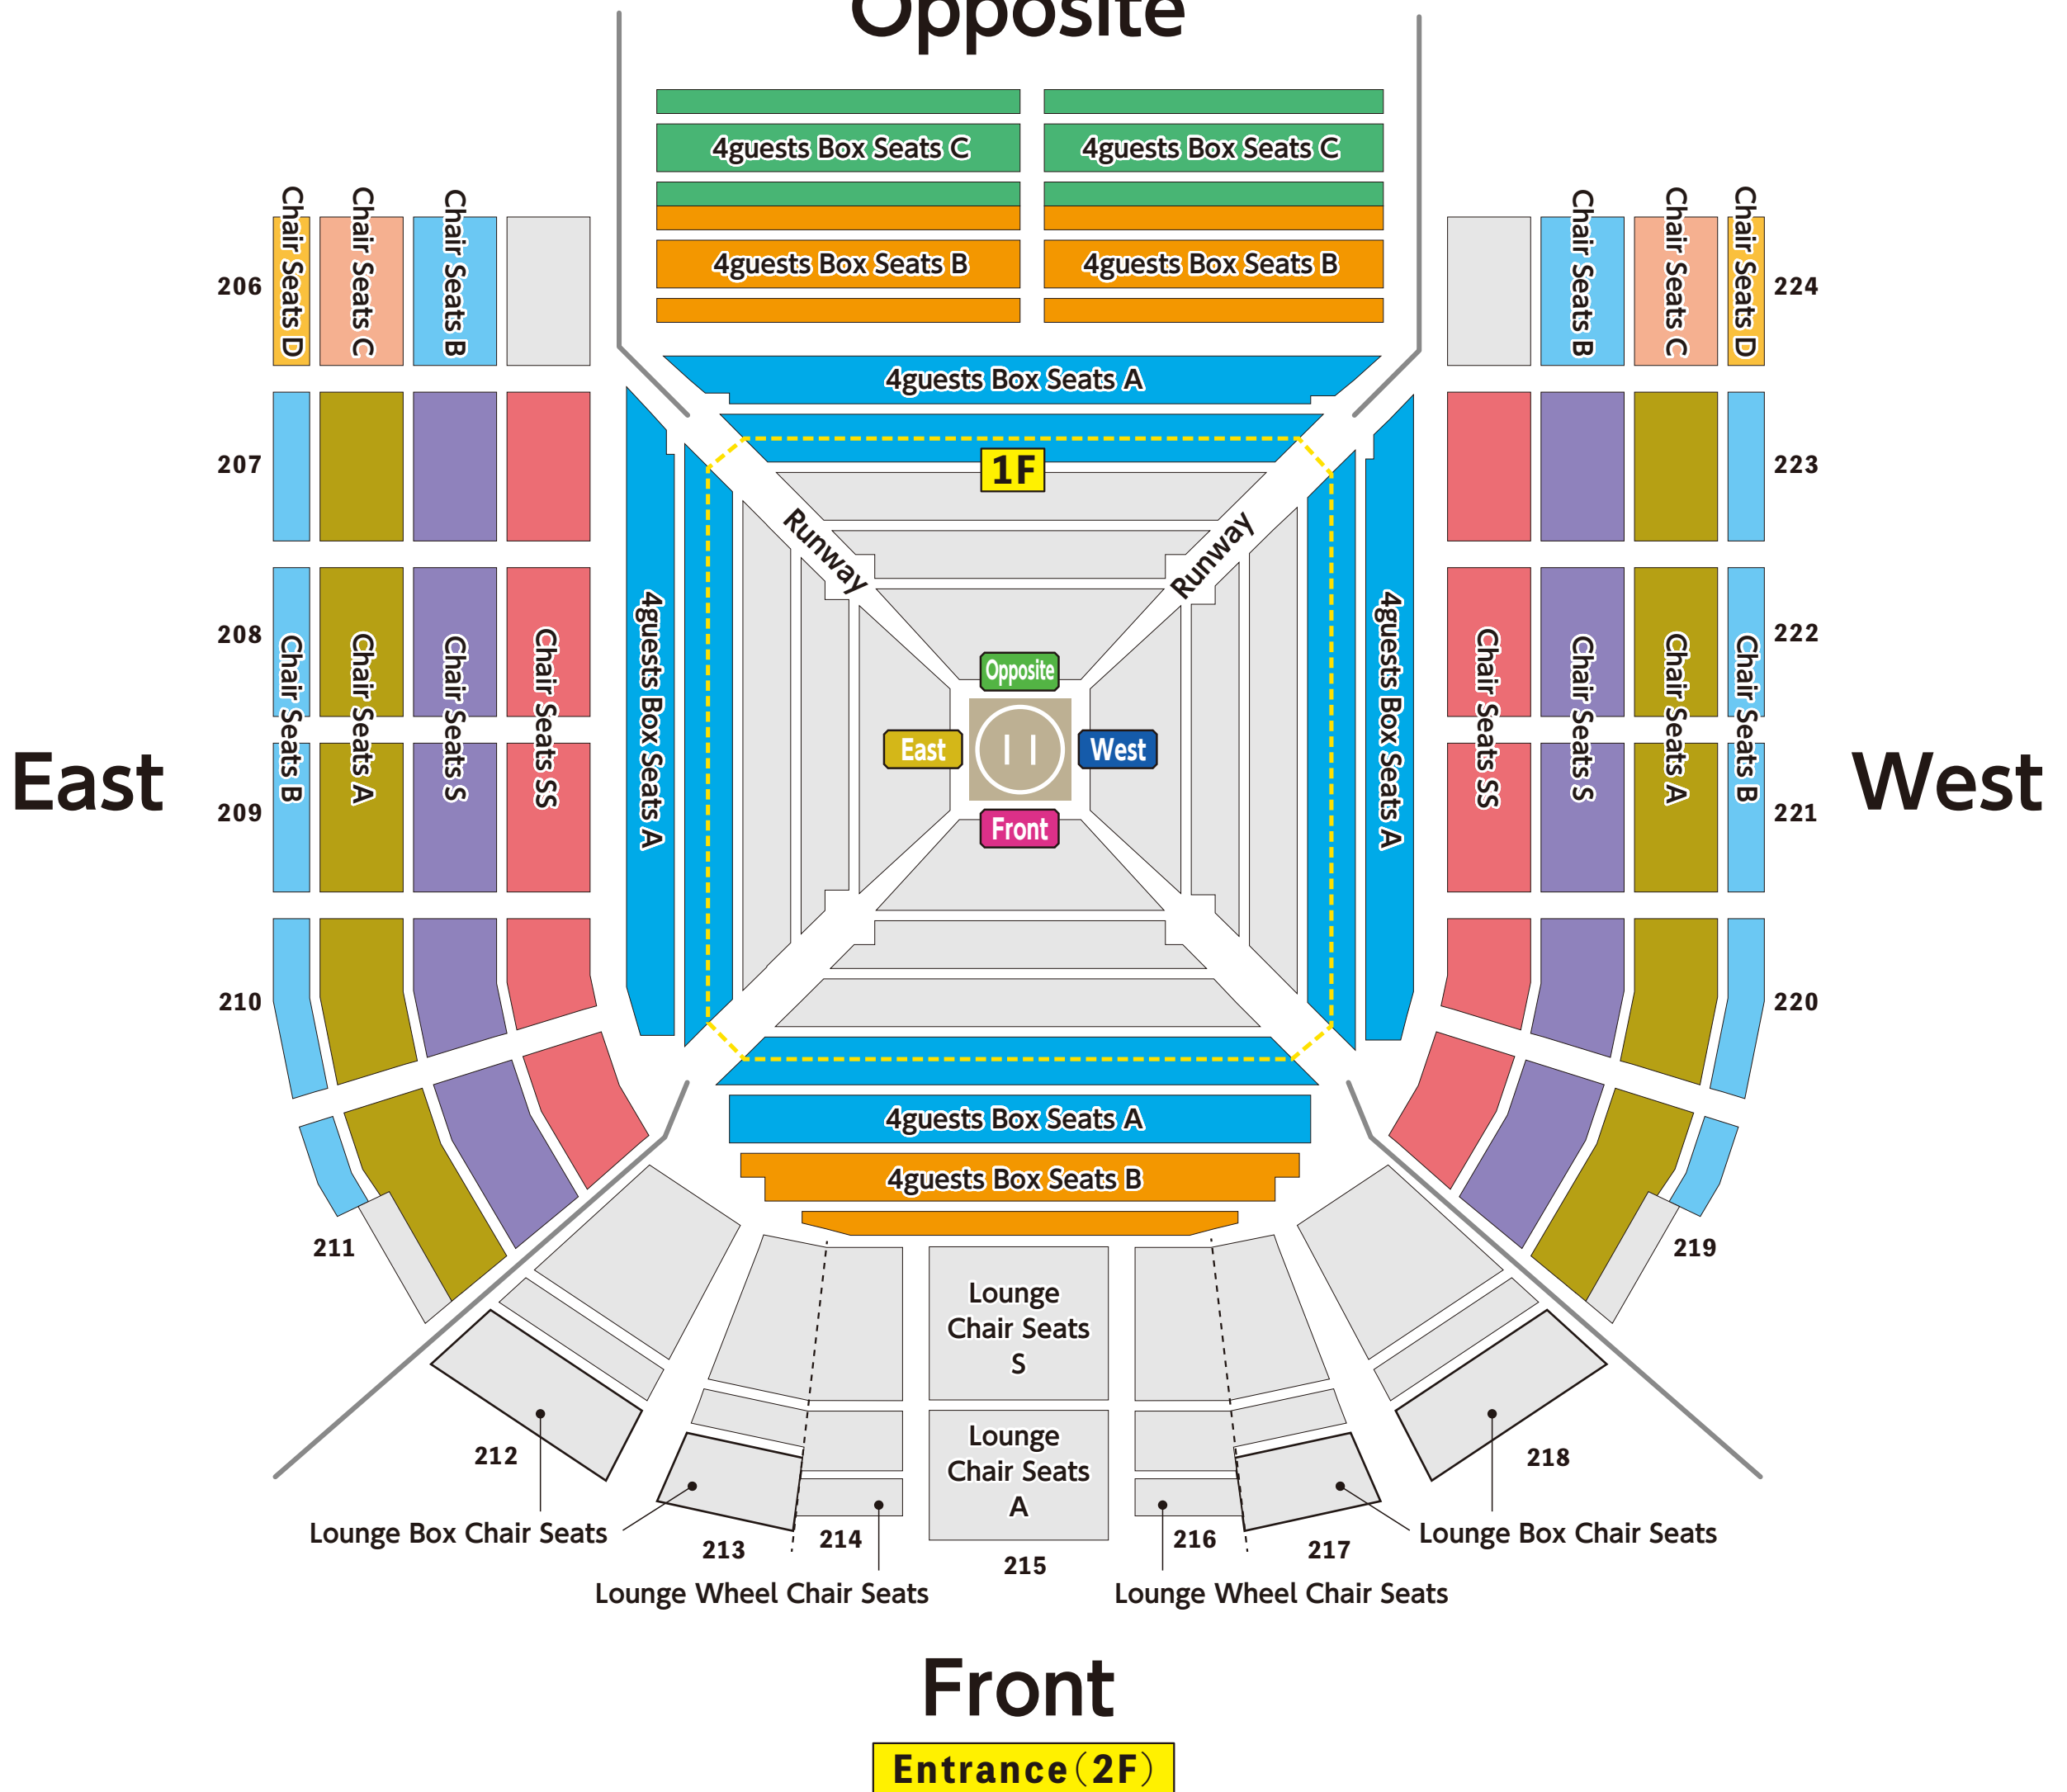 Opposite
4guests Box Seats C
4guests Box Seats C
4guests Box Seats B
4guests Box Seats B
4guests Box Seats A
1F
Runway
Runway
Chair Seats D
Chair Seats C
Chair Seats B
Chair Seats B
Chair Seats C
Chair Seats D
206
207
208
209
210
211
224
223
222
221
220
219
East
Chair Seats B
Chair Seats A
Chair Seats S
Chair Seats SS
4guests Box Seats A
Opposite
East
West
Front
4guests Box Seats A
Chair Seats SS
Chair Seats S
Chair Seats A
Chair Seats B
West
4guests Box Seats A
4guests Box Seats B
Lounge
Chair Seats
S
Lounge
Chair Seats
A
212
213
214
215
216
217
218
Lounge Box Chair Seats
Lounge Box Chair Seats
Lounge Wheel Chair Seats
Lounge Wheel Chair Seats
Front
Entrance(2F)